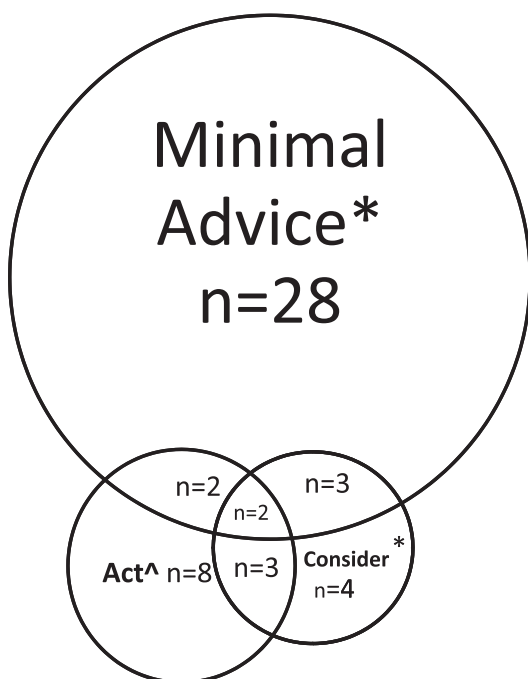 Minimal
Advice*
n=28
n=2
n=3
n=2
Act^ n=8
n=3
Consider *
n=4